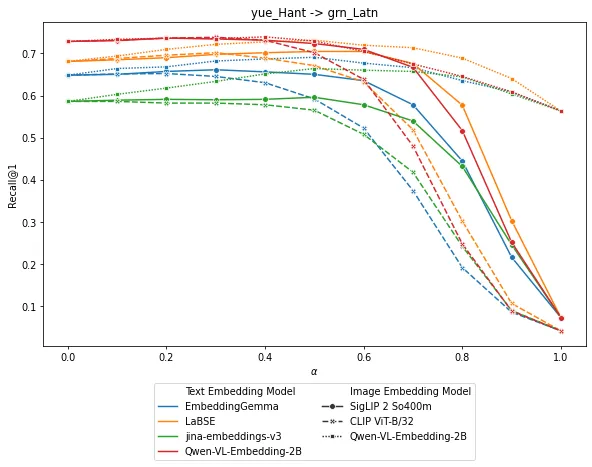 yue_Hant -> grn_Latn
Recall@1
0.7
0.6
0.5
0.4
0.3
0.2
0.1
0.0 0.2 0.4 0.6 0.8 1.0
α
Text Embedding Model Image Embedding Model
EmbeddingGemma SigLIP 2 So400m
LaBSE CLIP ViT-B/32
jina-embeddings-v3 Qwen-VL-Embedding-2B
Qwen-VL-Embedding-2B